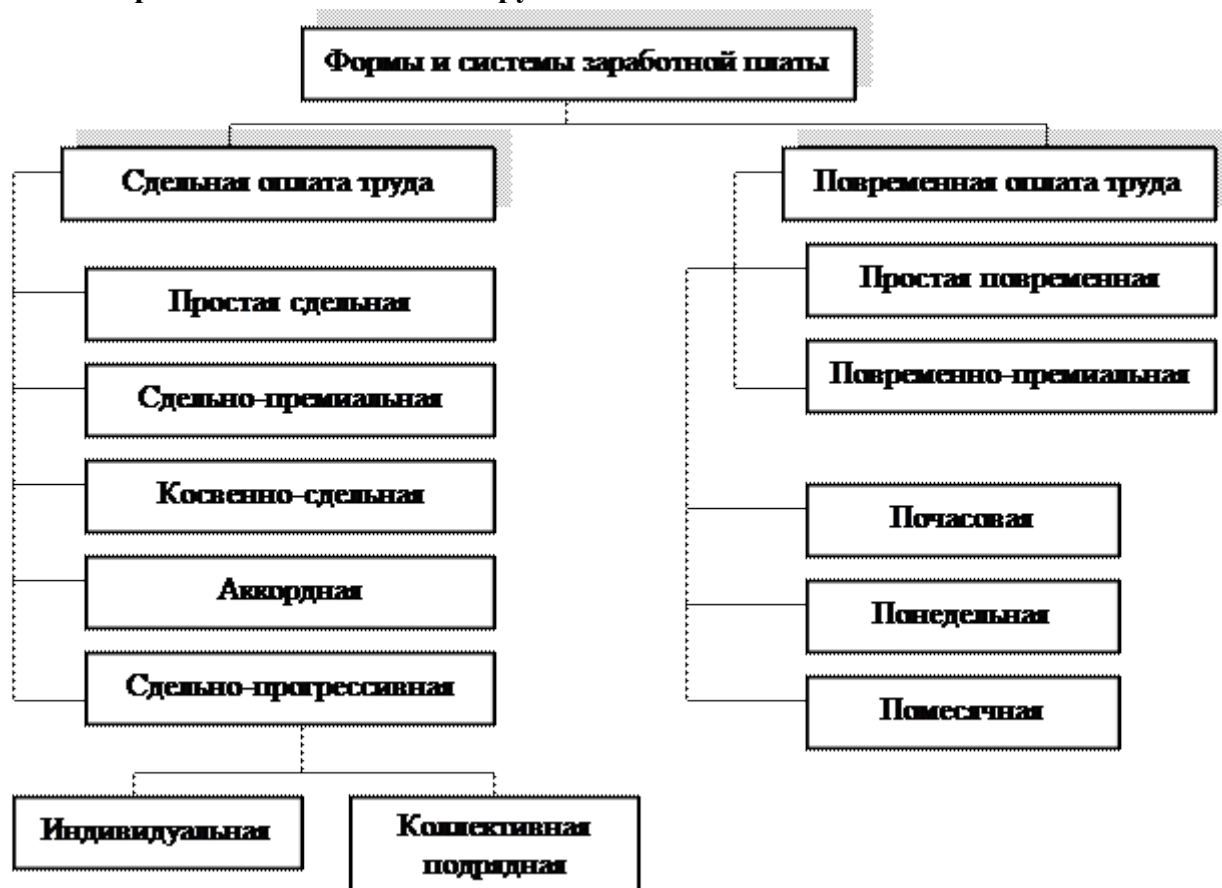 Формы и системы заработной платы
Сдельная оплата труда
Повременная оплата труда
Простая сдельная
Сдельно-премиальная
Косвенно-сдельная
Аккордная
Сдельно-прогрессивная
Индивидуальная
Коллективная
подрядная
Простая повременная
Повременно-премиальная
Почасовая
Понедельная
Помесячная